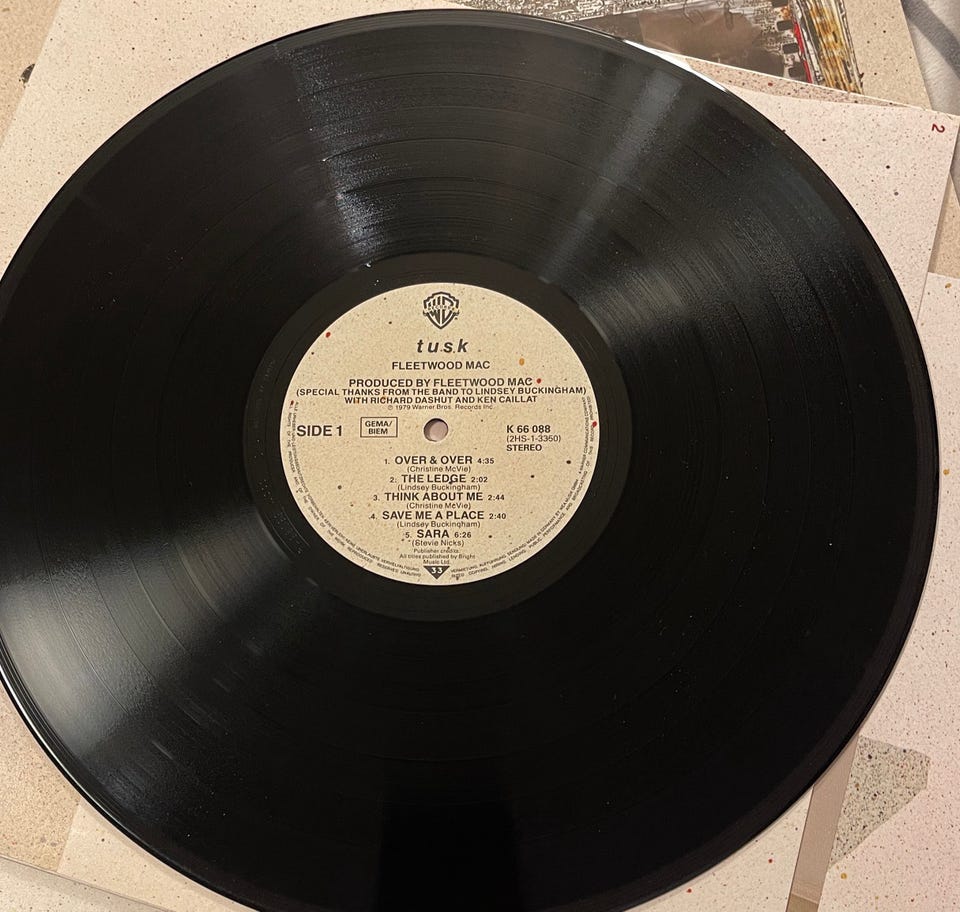 2
RECORDS
tusk
FLEETWOOD MAC
PRODUCED BY FLEETWOOD MAC
(SPECIAL THANKS FROM THE BAND TO LINDSEY BUCKINGHAM)
WITH RICHARD DASHUT AND KEN CAILLAT
℗ 1979 Warner Bros. Records Inc.
SIDE 1
GEMA/
BIEM
K 66 088
(2HS-1-3350)
STEREO
1. OVER & OVER 4:35
(Christine McVie)
2. THE LEDGE 2:02
(Lindsey Buckingham)
3. THINK ABOUT ME 2:44
(Christine McVie)
4. SAVE ME A PLACE 2:40
(Lindsey Buckingham)
5. SARA 6:26
(Stevie Nicks)
Publisher credits:
All titles published by Bright
Music Ltd.
33